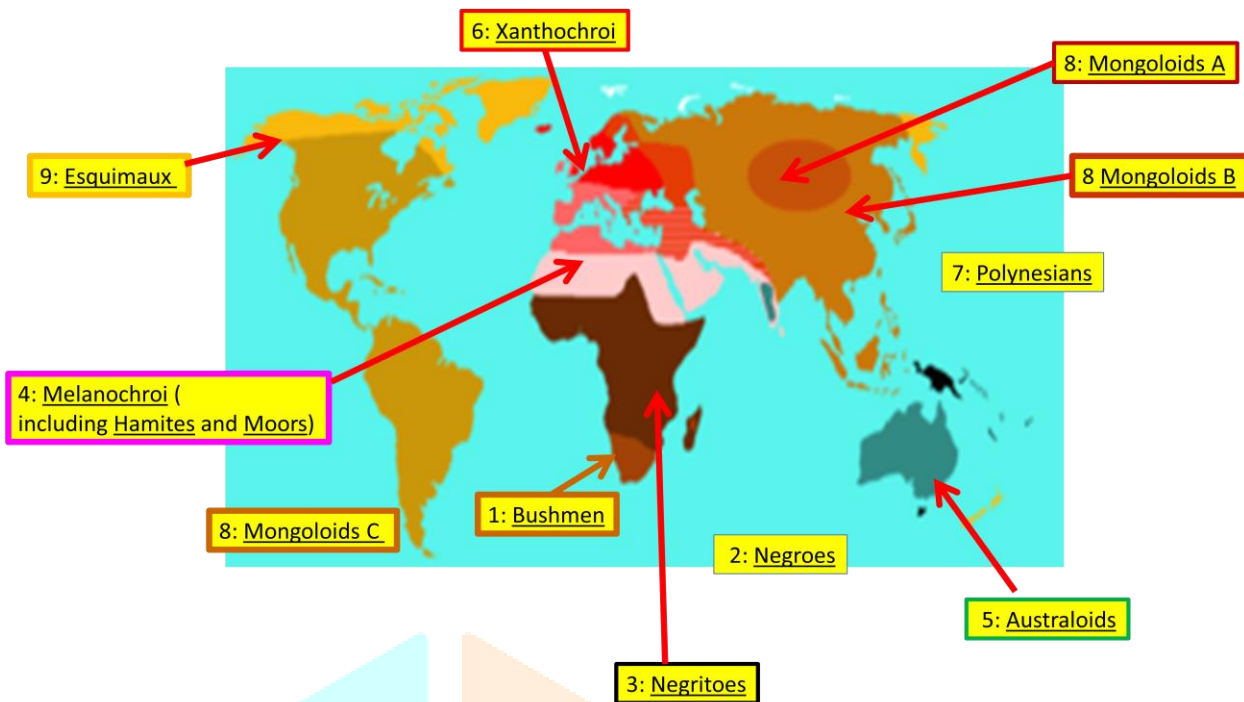 6: Xanthochroi
8: Mongoloids A
9: Esquimaux
8 Mongoloids B
7: Polynesians
4: Melanochroi (
including Hamites and Moors)
1: Bushmen
8: Mongoloids C
2: Negroes
5: Australoids
3: Negritoes